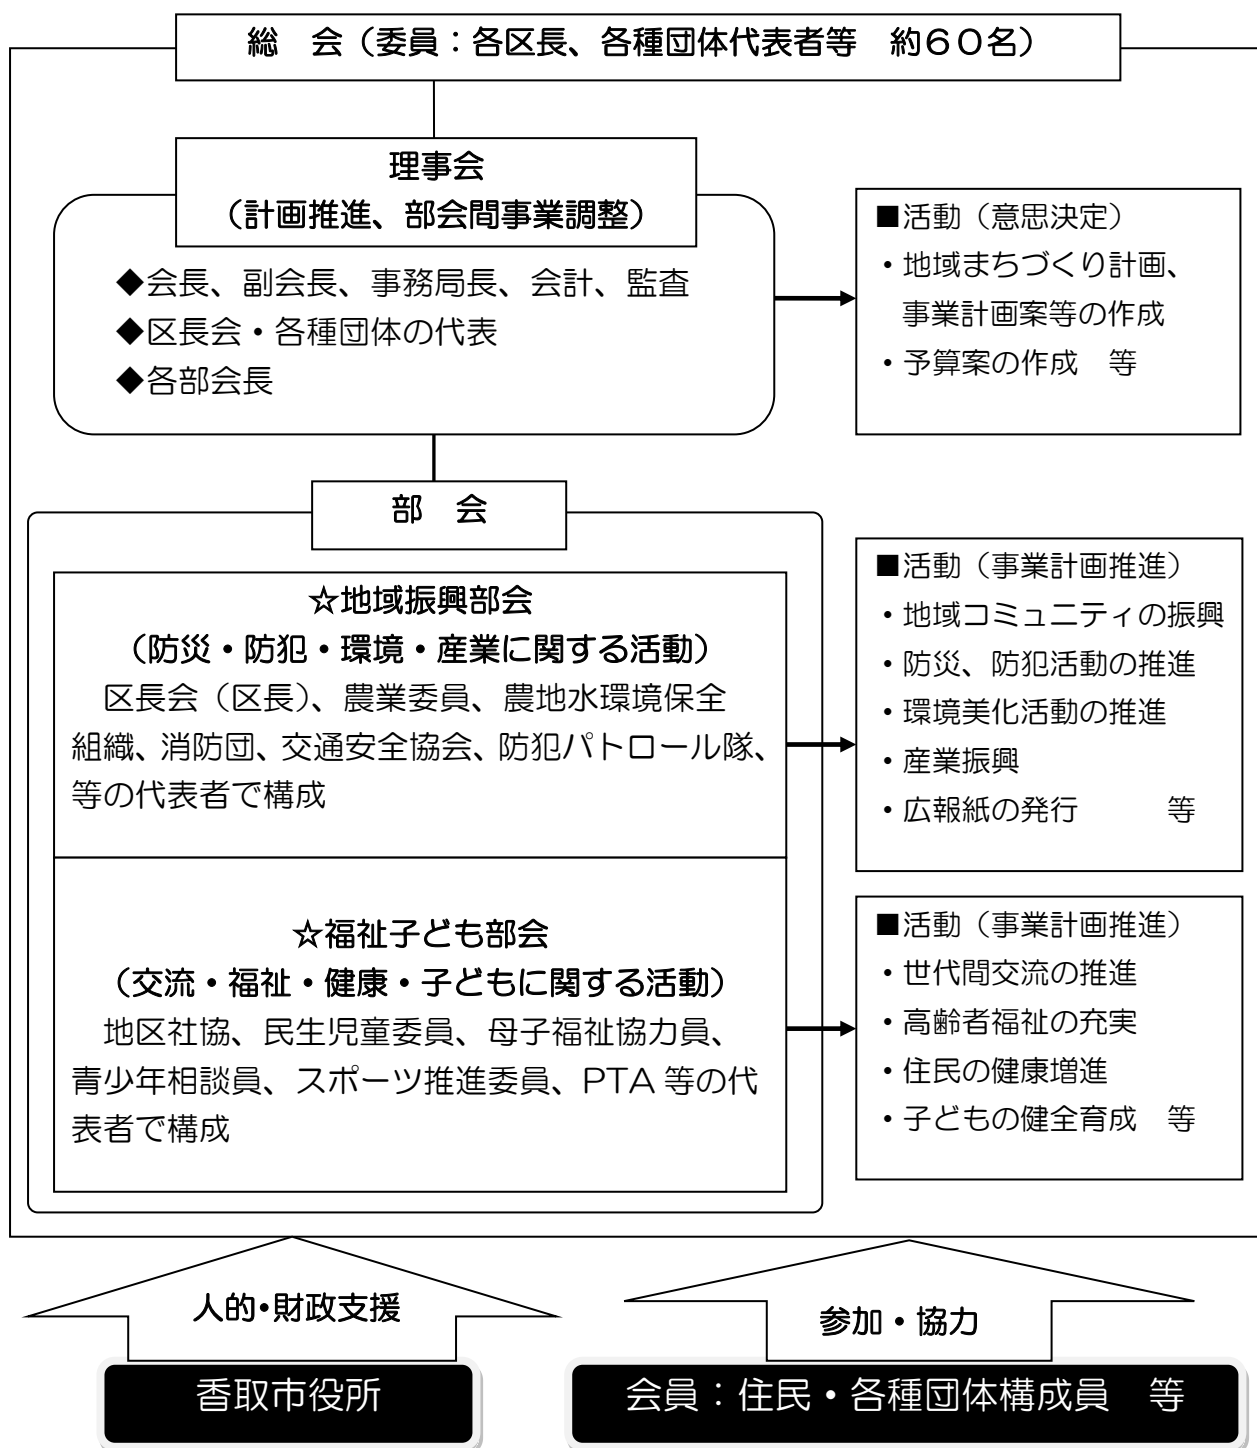 総　会（委員：各区長、各種団体代表者等　約６０名）
理事会
（計画推進、部会間事業調整）
◆会長、副会長、事務局長、会計、監査
◆区長会・各種団体の代表
◆各部会長
■活動（意思決定）
・地域まちづくり計画、
事業計画案等の作成
・予算案の作成　等
部　会
☆地域振興部会
（防災・防犯・環境・産業に関する活動）
区長会（区長）、農業委員、農地水環境保全
組織、消防団、交通安全協会、防犯パトロール隊、
等の代表者で構成
■活動（事業計画推進）
・地域コミュニティの振興
・防災、防犯活動の推進
・環境美化活動の推進
・産業振興
・広報紙の発行　　　等
☆福祉子ども部会
（交流・福祉・健康・子どもに関する活動）
地区社協、民生児童委員、母子福祉協力員、
青少年相談員、スポーツ推進委員、PTA 等の代
表者で構成
■活動（事業計画推進）
・世代間交流の推進
・高齢者福祉の充実
・住民の健康増進
・子どもの健全育成　等
人的・財政支援
参加・協力
香取市役所
会員：住民・各種団体構成員　等